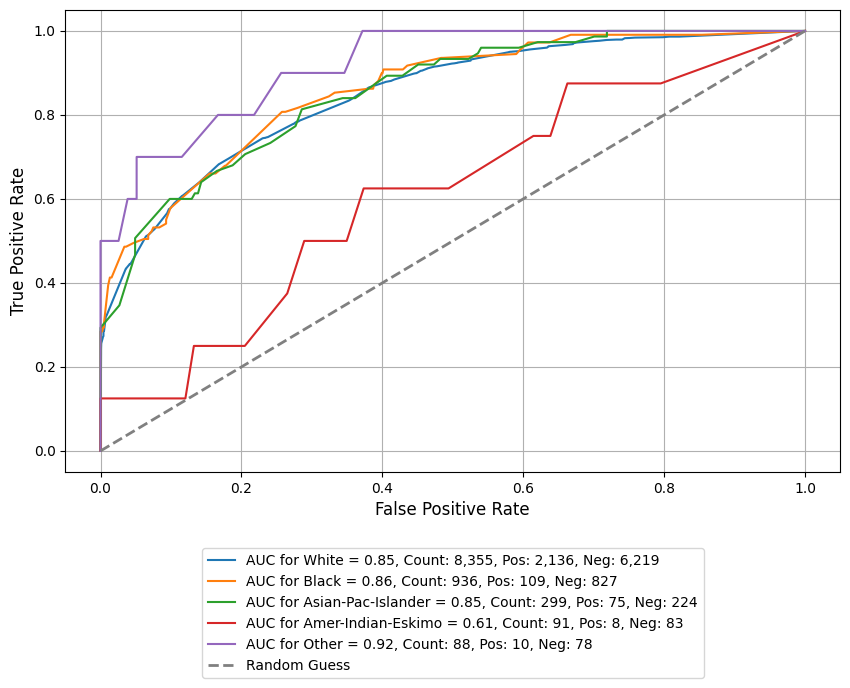 1.0
0.8
0.6
0.4
0.2
0.0
True Positive Rate
0.0 0.2 0.4 0.6 0.8 1.0
False Positive Rate
AUC for White = 0.85, Count: 8,355, Pos: 2,136, Neg: 6,219
AUC for Black = 0.86, Count: 936, Pos: 109, Neg: 827
AUC for Asian-Pac-Islander = 0.85, Count: 299, Pos: 75, Neg: 224
AUC for Amer-Indian-Eskimo = 0.61, Count: 91, Pos: 8, Neg: 83
AUC for Other = 0.92, Count: 88, Pos: 10, Neg: 78
Random Guess